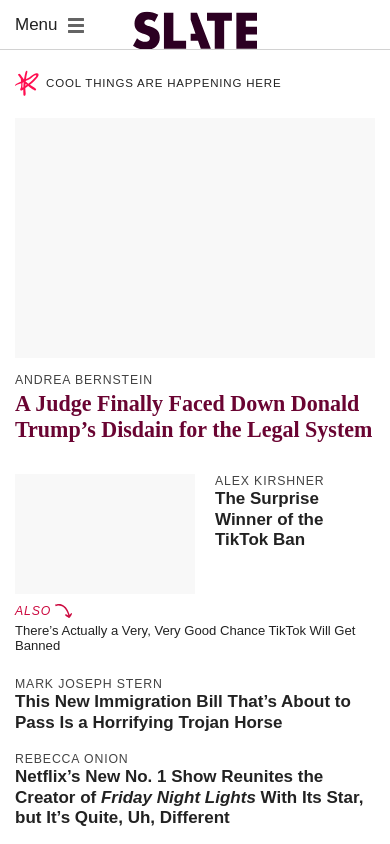 Menu
SLATE
COOL THINGS ARE HAPPENING HERE
ANDREA BERNSTEIN
A Judge Finally Faced Down Donald
Trump’s Disdain for the Legal System
ALEX KIRSHNER
The Surprise
Winner of the
TikTok Ban
ALSO
There’s Actually a Very, Very Good Chance TikTok Will Get
Banned
MARK JOSEPH STERN
This New Immigration Bill That’s About to
Pass Is a Horrifying Trojan Horse
REBECCA ONION
Netflix’s New No. 1 Show Reunites the
Creator of Friday Night Lights With Its Star,
but It’s Quite, Uh, Different